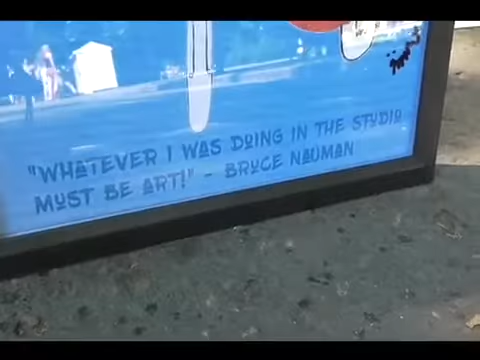 "WHATEVER I WAS DOING IN THE STUDIO
MUST BE ART!" - BRUCE NAUMAN